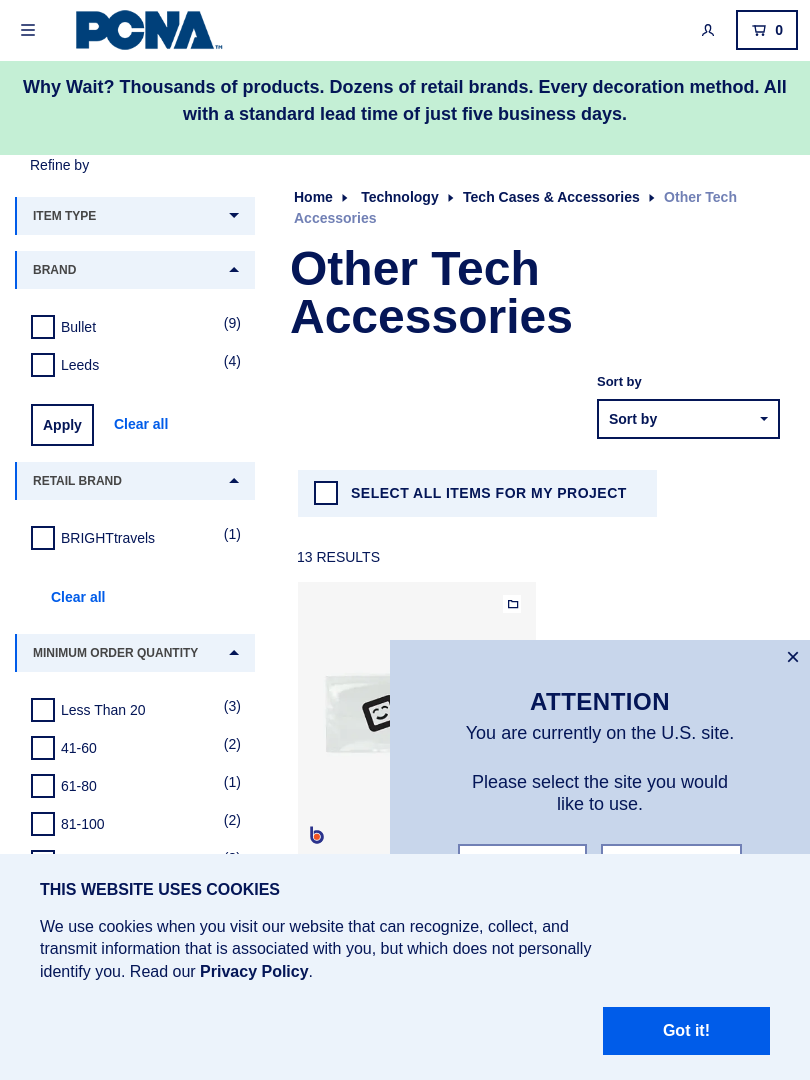 PCNA™
0
Why Wait? Thousands of products. Dozens of retail brands. Every decoration method. All
with a standard lead time of just five business days.
Refine by
ITEM TYPE
BRAND
Bullet (9)
Leeds (4)
Apply Clear all
RETAIL BRAND
BRIGHTtravels (1)
Clear all
MINIMUM ORDER QUANTITY
Less Than 20 (3)
41-60 (2)
61-80 (1)
81-100 (2)
Home Technology Tech Cases & Accessories Other Tech
Accessories
Other Tech
Accessories
Sort by
Sort by
SELECT ALL ITEMS FOR MY PROJECT
13 RESULTS
b
ATTENTION
You are currently on the U.S. site.
Please select the site you would
like to use.
THIS WEBSITE USES COOKIES
We use cookies when you visit our website that can recognize, collect, and
transmit information that is associated with you, but which does not personally
identify you. Read our Privacy Policy.
Got it!